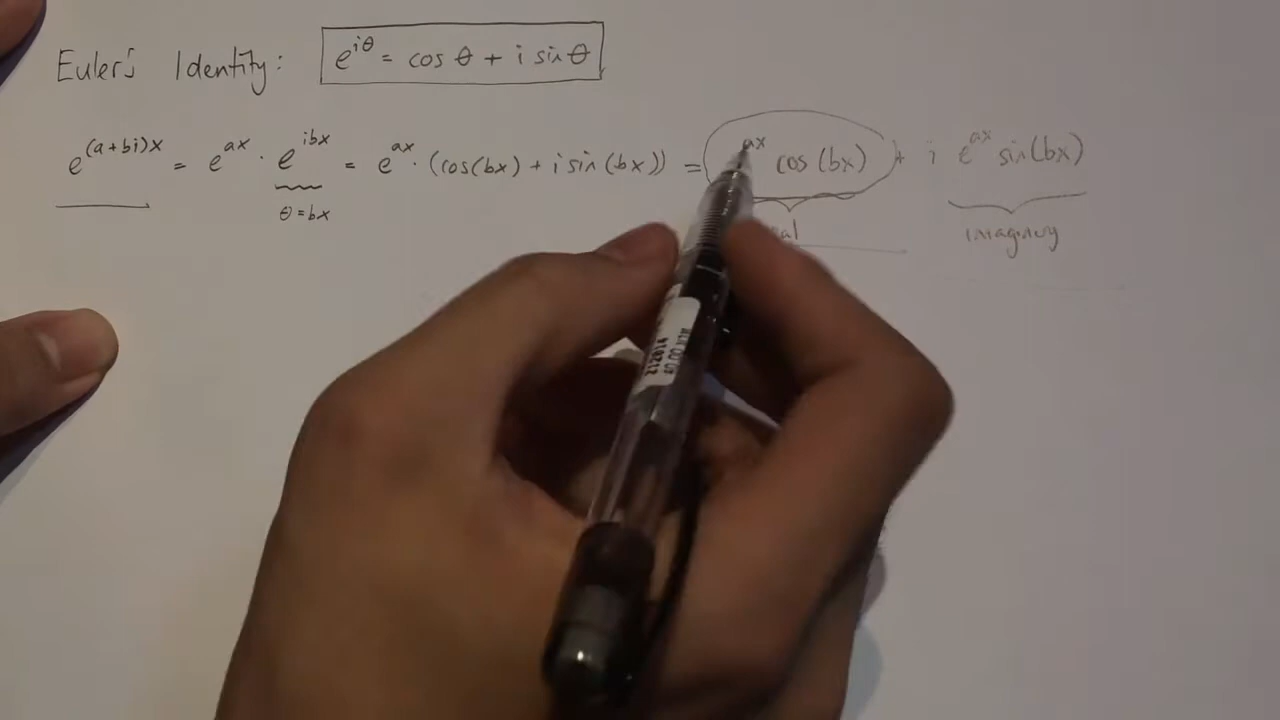 Euler's Identity: e^{iθ} = cos θ + i sin θ
e^{(a+bi)x} = e^{ax} · e^{ibx} = e^{ax} · (cos(bx) + i sin(bx)) = ^{ax} cos(bx) + i e^{ax} sin(bx)
θ = bx
imaginary